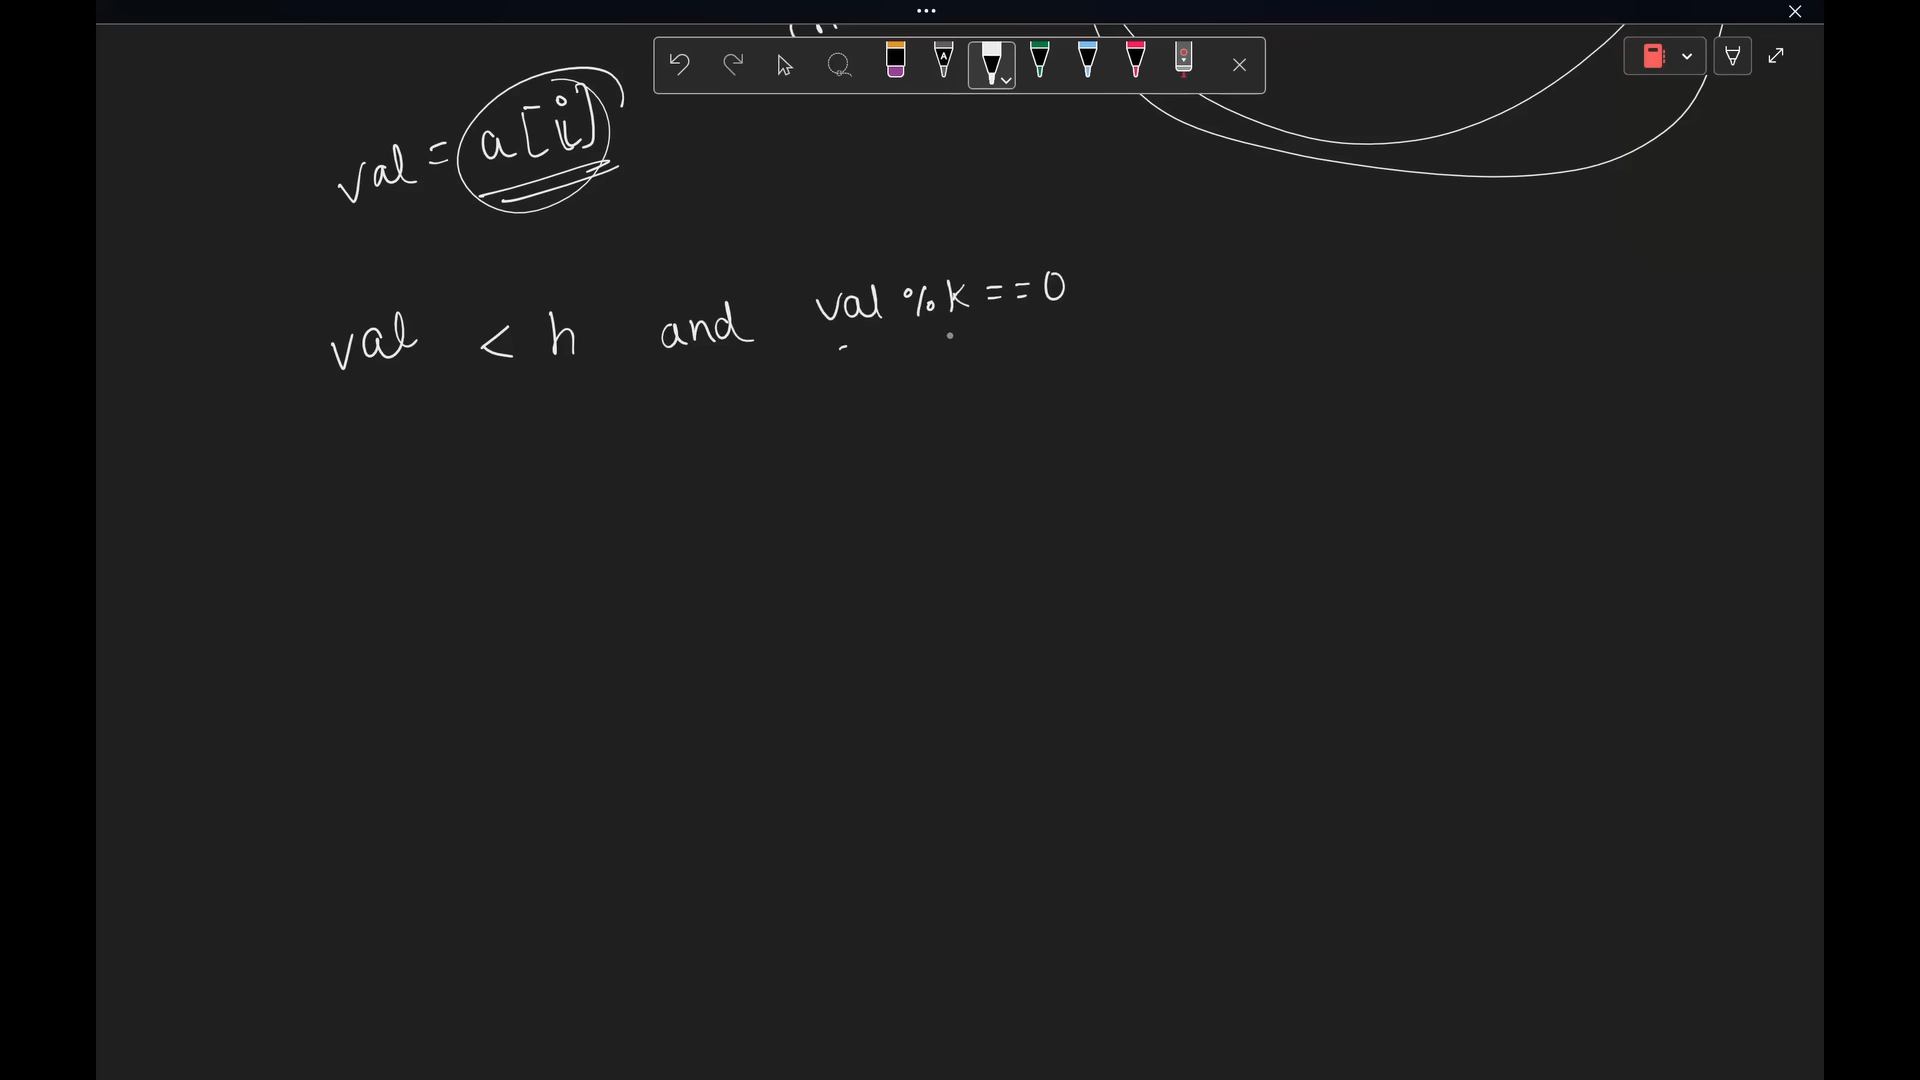 val = a[i]
val < h and val % k == 0